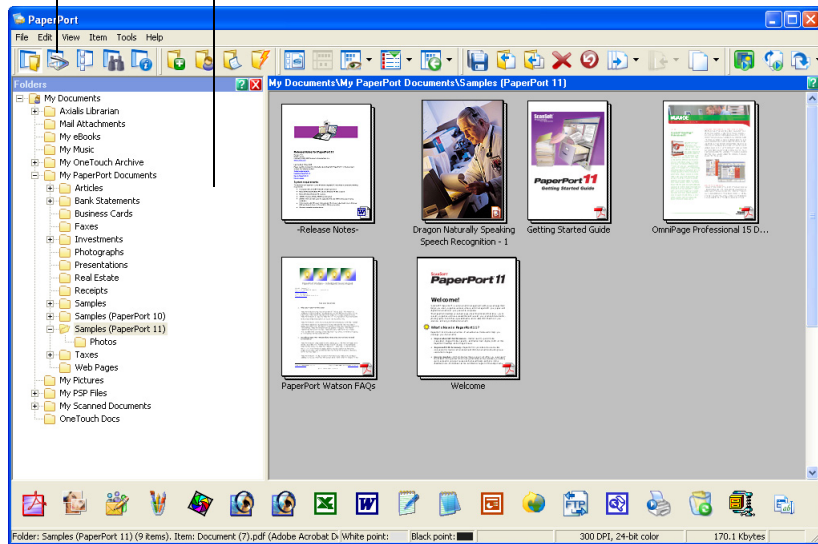 PaperPort
File Edit View Item Tools Help
Folders
My Documents\My PaperPort Documents\Samples (PaperPort 11)
My Documents
Axialis Librarian
Mail Attachments
My eBooks
My Music
My OneTouch Archive
My PaperPort Documents
Articles
Bank Statements
Business Cards
Faxes
Investments
Photographs
Presentations
Real Estate
Receipts
Samples
Samples (PaperPort 10)
Samples (PaperPort 11)
Photos
Taxes
Web Pages
My Pictures
My PSP Files
My Scanned Documents
OneTouch Docs
-Release Notes-
Dragon Naturally Speaking
Speech Recognition - 1
ScanSoft
PaperPort 11
Getting Started Guide
Getting Started Guide
OmniPage Professional 15 D...
PaperPort Watson FAQs
PaperPort 11
Welcome!
Welcome
FTP
Folder: Samples (PaperPort 11) (9 items). Item: Document (7).pdf (Adobe Acrobat D White point: Black point: 300 DPI, 24-bit color 170.1 Kbytes